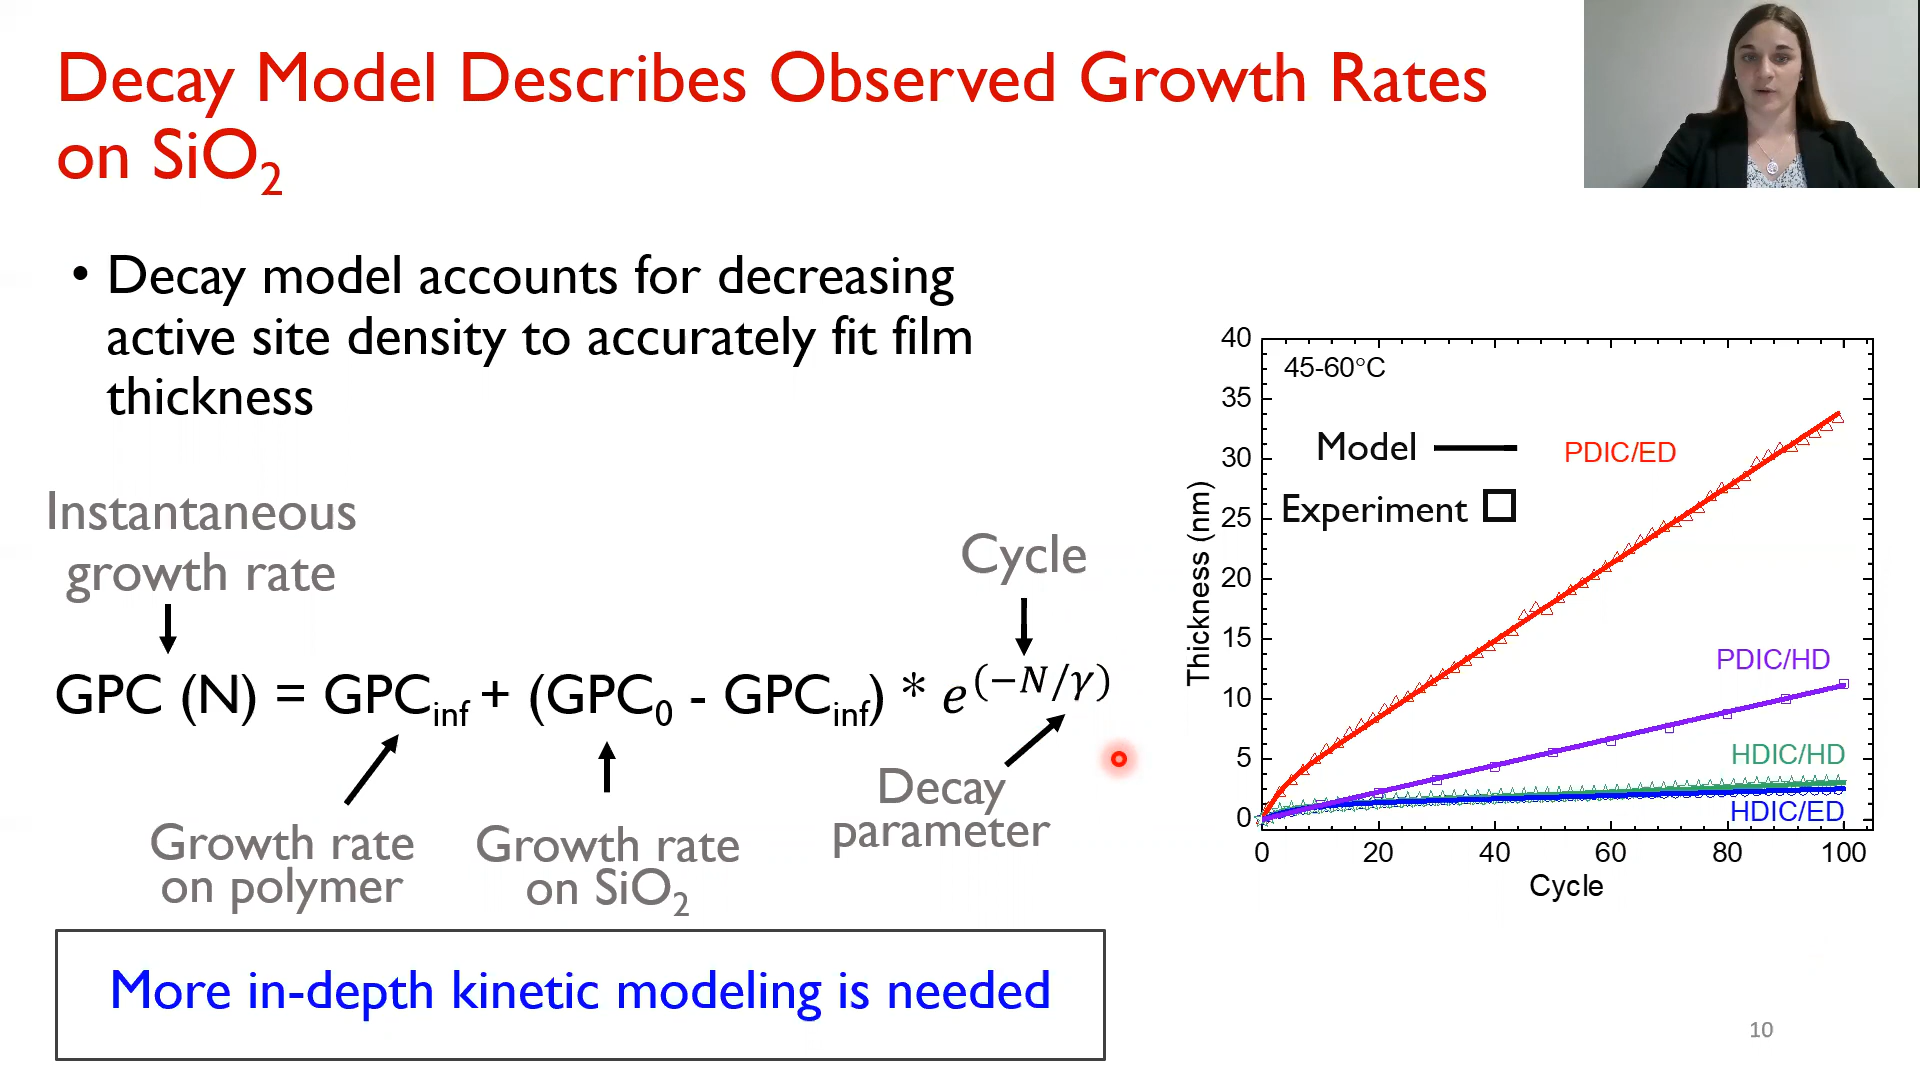 Decay Model Describes Observed Growth Rates
on SiO₂
• Decay model accounts for decreasing
active site density to accurately fit film
thickness
Instantaneous
growth rate
Cycle
GPC (N) = GPCinf + (GPC₀ - GPCinf) * e^(−N/γ)
Growth rate
on polymer
Growth rate
on SiO₂
Decay
parameter
More in-depth kinetic modeling is needed
45-60°C
Model
Experiment
PDIC/ED
PDIC/HD
HDIC/HD
HDIC/ED
Thickness (nm)
40
35
30
25
20
15
10
5
0
0 20 40 60 80 100
Cycle
10